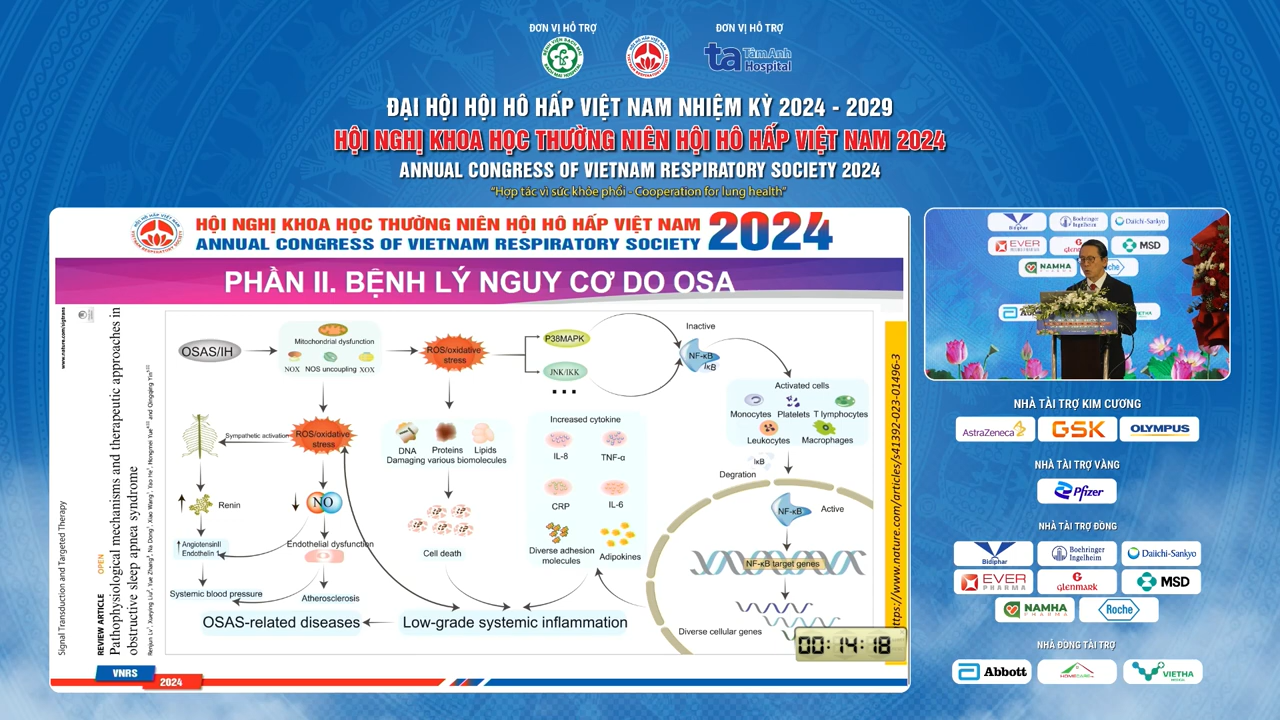 ĐƠN VỊ HỖ TRỢ
ĐƠN VỊ HỖ TRỢ
ta TâmAnh
Hospital
ĐẠI HỘI HỘI HÔ HẤP VIỆT NAM NHIỆM KỲ 2024 - 2029
HỘI NGHỊ KHOA HỌC THƯỜNG NIÊN HỘI HÔ HẤP VIỆT NAM 2024
ANNUAL CONGRESS OF VIETNAM RESPIRATORY SOCIETY 2024
"Hợp tác vì sức khỏe phổi - Cooperation for lung health"
HỘI NGHỊ KHOA HỌC THƯỜNG NIÊN HỘI HÔ HẤP VIỆT NAM
ANNUAL CONGRESS OF VIETNAM RESPIRATORY SOCIETY
2024
PHẦN II. BỆNH LÝ NGUY CƠ DO OSA
Signal Transduction and Targeted Therapy
www.nature.com/sigtrans
REVIEW ARTICLE OPEN
Pathophysiological mechanisms and therapeutic approaches in
obstructive sleep apnea syndrome
OSAS/IH
Mitochondrial dysfunction
NOX NOS uncoupling XOX
ROS/oxidative
stress
P38MAPK
JNK/IKK
Inactive
NF-κB
IκB
Activated cells
Monocytes Platelets T lymphocytes
Leukocytes Macrophages
IκB
Degration
Sympathetic activation
ROS/oxidative
stress
DNA Proteins Lipids
Damaging various biomolecules
Increased cytokine
IL-8 TNF-α
CRP IL-6
Diverse adhesion
molecules
Adipokines
Renin
NO
AngiotensinII
Endothelin
Endothelial dysfunction
Cell death
Systemic blood pressure
Atherosclerosis
NF-κB
Active
NF-κB target genes
Diverse cellular genes
OSAS-related diseases
Low-grade systemic inflammation
https://www.nature.com/articles/s41392-023-01496-3
00:14:18
VNRS
2024
Bidiphar
Boehringer
Ingelheim
Daiichi-Sankyo
EVER
MSD
NAMHA
PHARMA
Roche
NHÀ TÀI TRỢ KIM CƯƠNG
AstraZeneca
GSK
OLYMPUS
NHÀ TÀI TRỢ VÀNG
Pfizer
NHÀ TÀI TRỢ ĐỒNG
Bidiphar
Boehringer
Ingelheim
Daiichi-Sankyo
EVER
PHARMA
GLENMARK
MSD
NAMHA
PHARMA
Roche
NHÀ ĐỒNG TÀI TRỢ
Abbott
HOMECARE
VIETHA